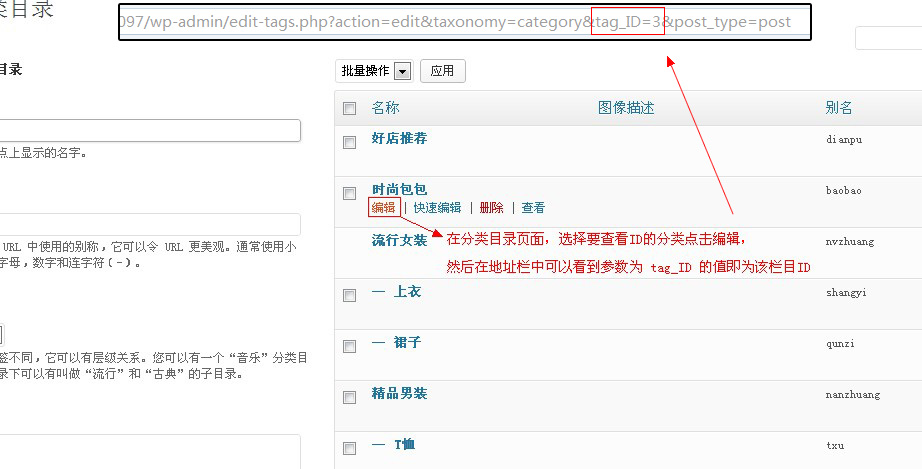 类目录
097/wp-admin/edit-tags.php?action=edit&taxonomy=category&tag_ID=3&post_type=post
目录
批量操作 应用
名称 图像描述 别名
好店推荐 dianpu
点上显示的名字。
时尚包包 baobao
编辑 | 快速编辑 | 删除 | 查看
在分类目录页面，选择要查看ID的分类点击编辑，
然后在地址栏中可以看到参数为 tag_ID 的值即为该栏目ID
流行女装 nvzhuang
URL 中使用的别称，它可以令 URL 更美观。通常使用小
字母，数字和连字符（-）。
— 上衣 shangyi
— 裙子 qunzi
签不同，它可以有层级关系。您可以有一个“音乐”分类目
录下可以有叫做“流行”和“古典”的子目录。
精品男装 nanzhuang
— T恤 txu